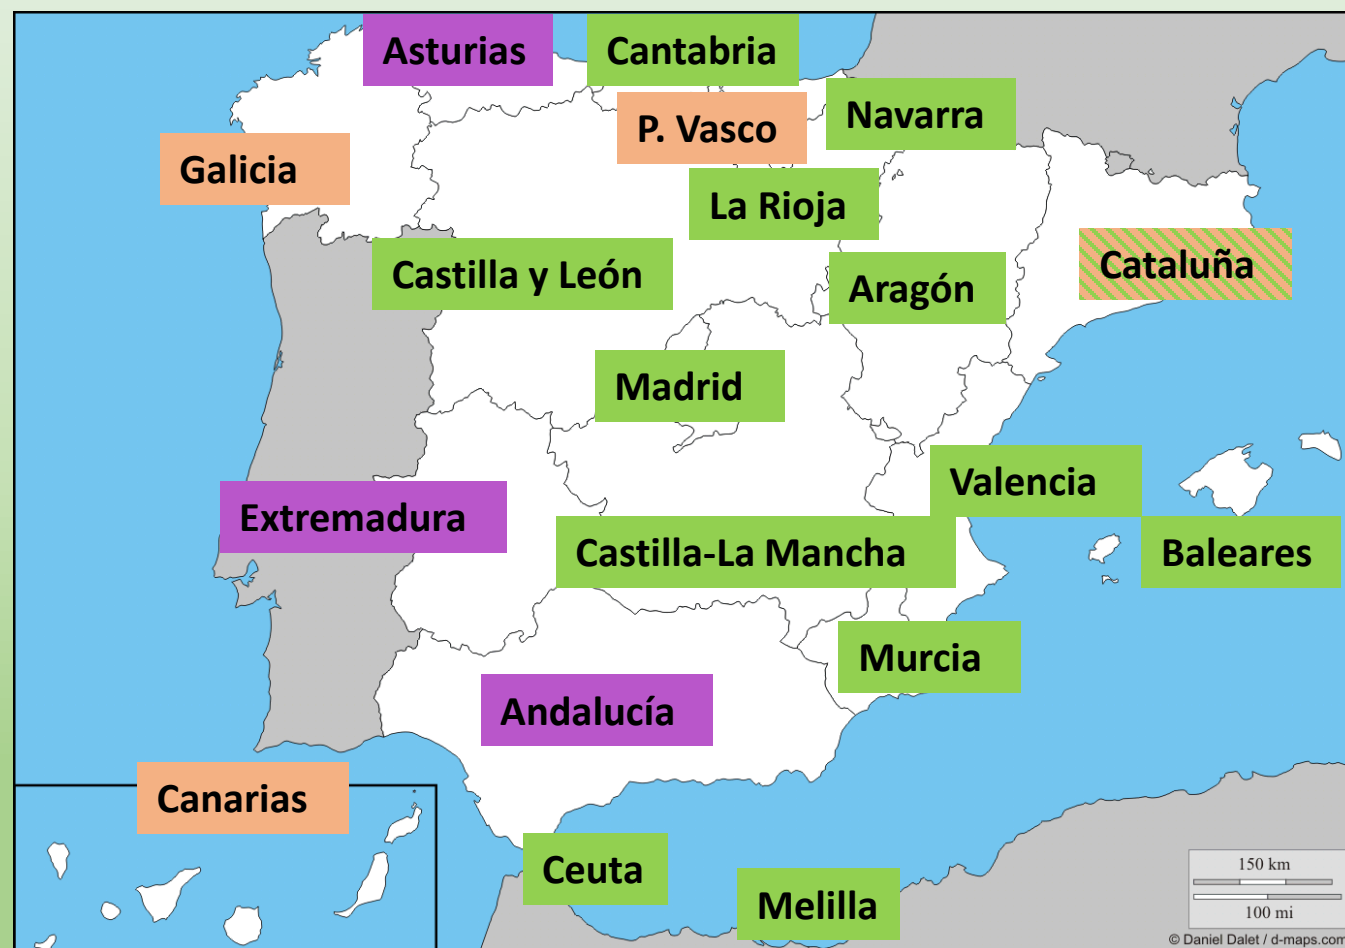 Asturias
Cantabria
P. Vasco
Navarra
Galicia
La Rioja
Castilla y León
Aragón
Cataluña
Madrid
Valencia
Extremadura
Castilla-La Mancha
Baleares
Murcia
Andalucía
Canarias
Ceuta
Melilla
150 km
100 mi
© Daniel Dalet / d-maps.com